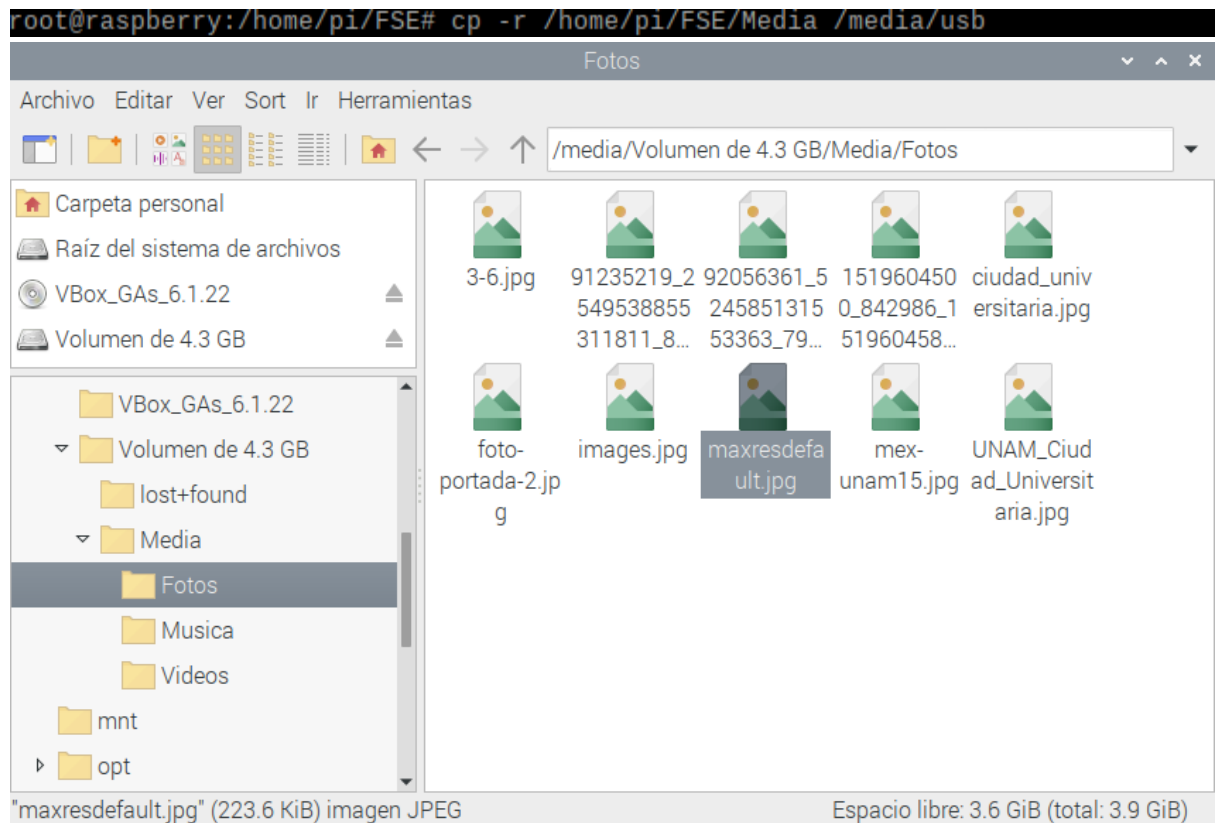 root@raspberry:/home/pi/FSE# cp -r /home/pi/FSE/Media /media/usb
Fotos
Archivo Editar Ver Sort Ir Herramientas
/media/Volumen de 4.3 GB/Media/Fotos
Carpeta personal
Raíz del sistema de archivos
VBox_GAs_6.1.22
Volumen de 4.3 GB
VBox_GAs_6.1.22
Volumen de 4.3 GB
lost+found
Media
Fotos
Musica
Videos
mnt
opt
3-6.jpg
91235219_2
549538855
311811_8...
92056361_5
245851315
53363_79...
151960450
0_842986_1
51960458...
ciudad_univ
ersitaria.jpg
foto-
portada-2.jp
g
images.jpg
maxresdefa
ult.jpg
mex-
unam15.jpg
UNAM_Ciud
ad_Universit
aria.jpg
"maxresdefault.jpg" (223.6 KiB) imagen JPEG
Espacio libre: 3.6 GiB (total: 3.9 GiB)